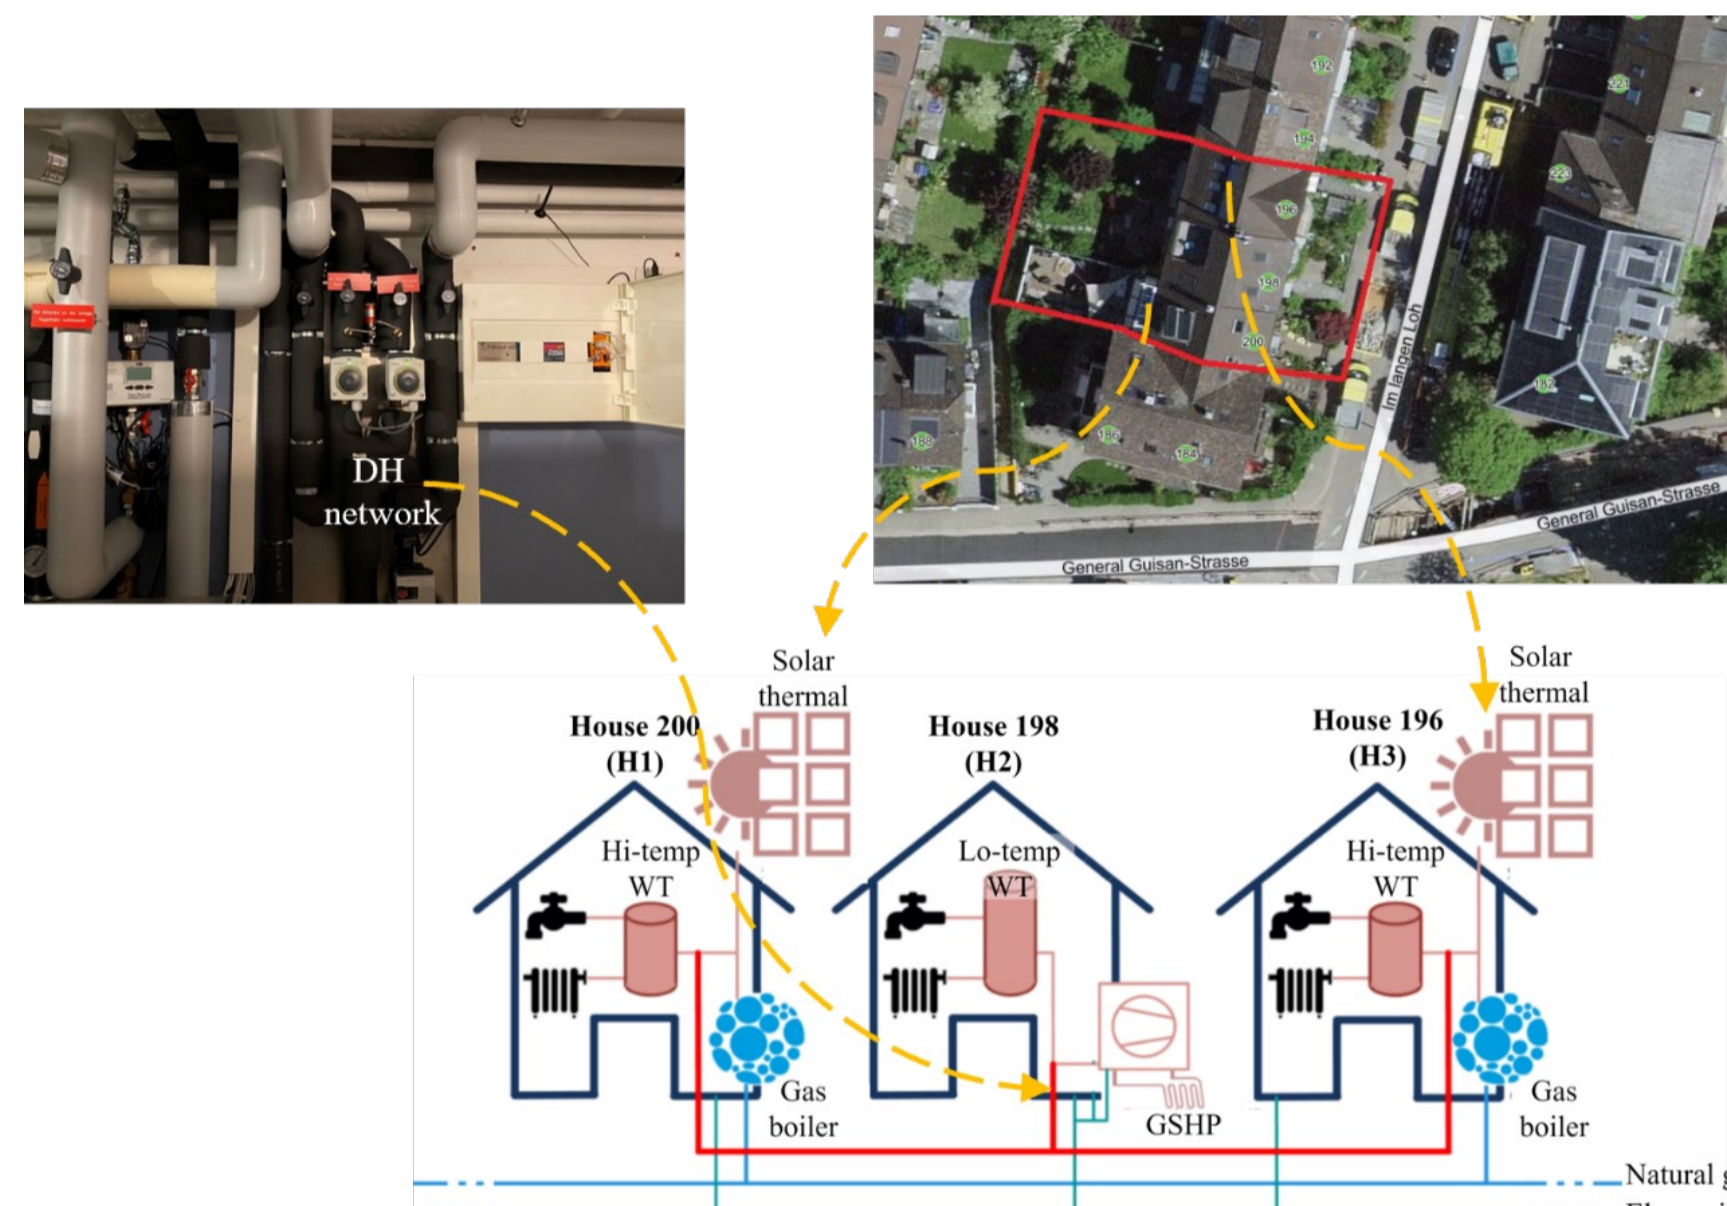 192
221
194
223
196
198
200
182
188
186
184
Im langen Loh
General Guisan-Strasse
General Guisan-Strasse
DH
network
Solar
thermal
Solar
thermal
House 200
(H1)
House 198
(H2)
House 196
(H3)
Hi-temp
WT
Lo-temp
WT
Hi-temp
WT
Gas
boiler
GSHP
Gas
boiler
Natural g